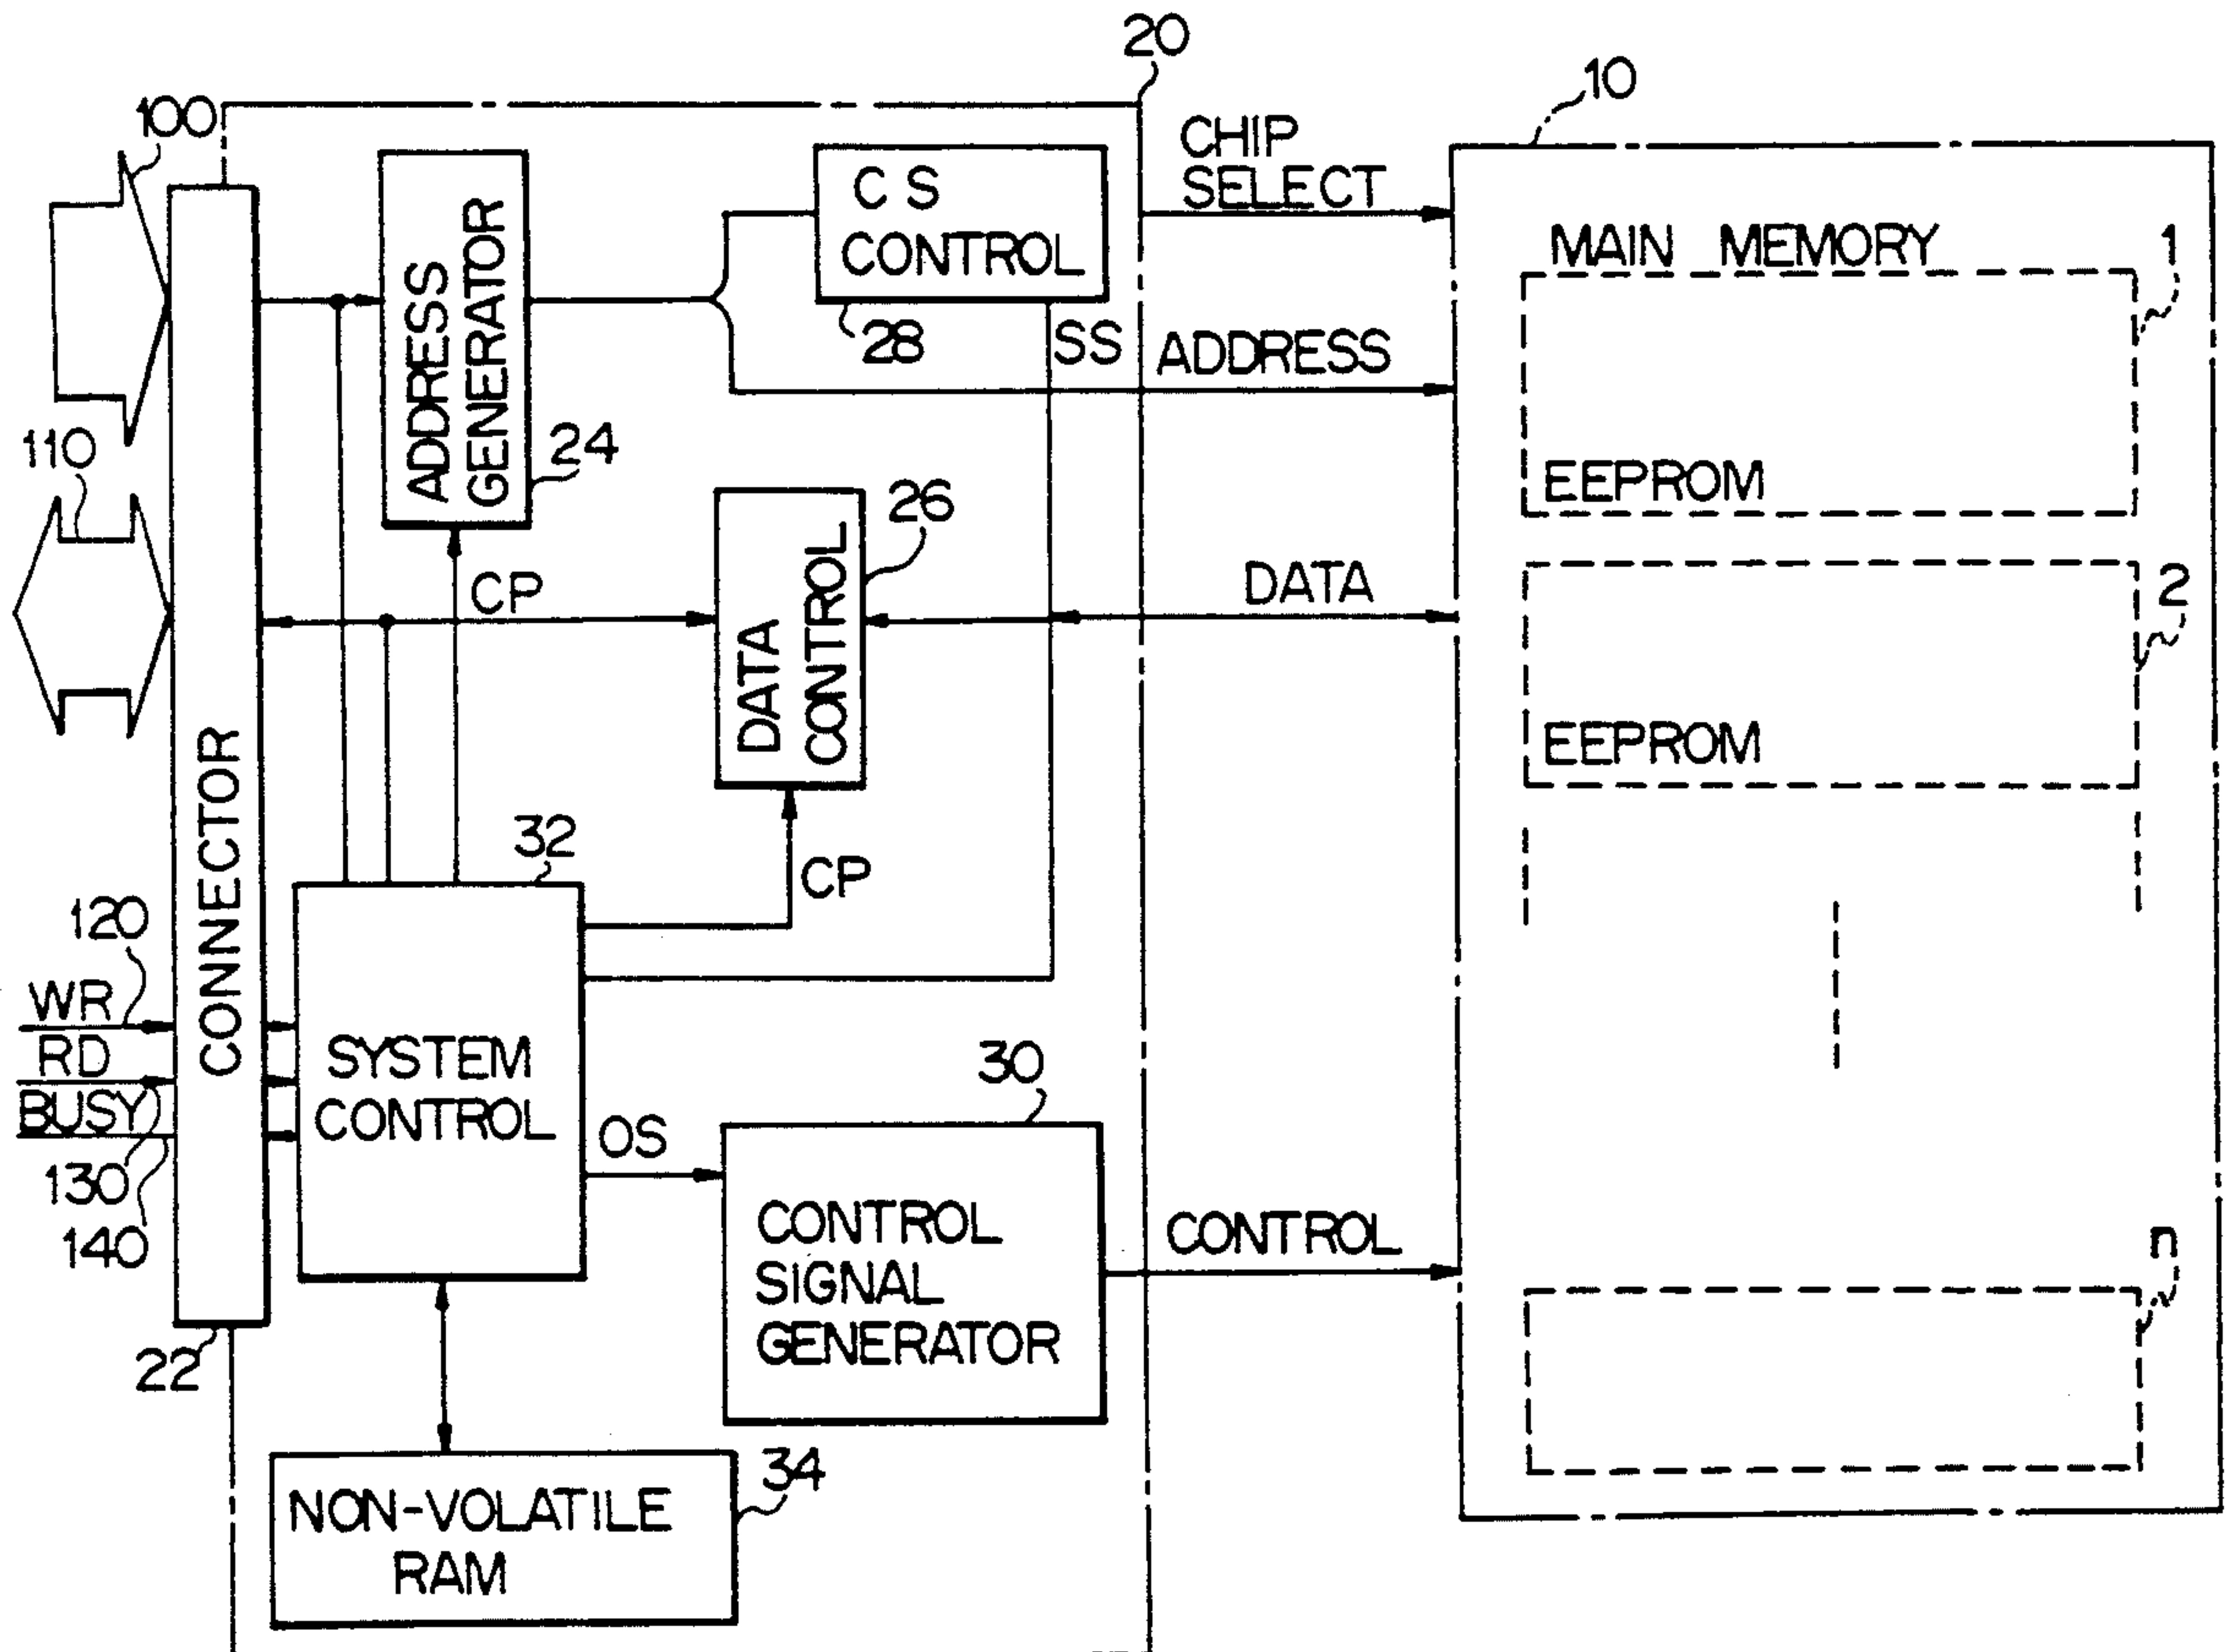 20
10
100
CHIP
SELECT
C S
CONTROL
28
SS
ADDRESS
ADDRESS
GENERATOR
24
MAIN MEMORY
1
EEPROM
110
CP
26
DATA
CONTROL
DATA
2
EEPROM
CONNECTOR
32
CP
120
WR
RD
BUSY
130
140
22
SYSTEM
CONTROL
OS
30
CONTROL
SIGNAL
GENERATOR
CONTROL
n
34
NON-VOLATILE
RAM